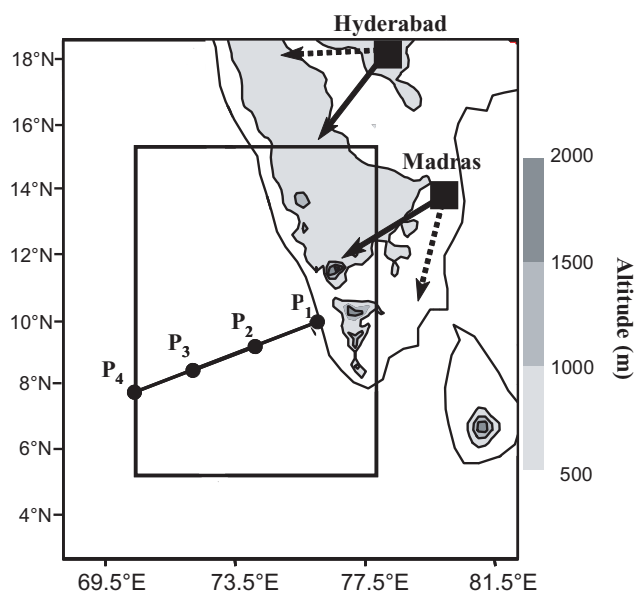 Hyderabad
18°N
16°N
Madras
2000
14°N
12°N
1500
Altitude (m)
10°N
P1
P2
P3
P4
1000
8°N
6°N
500
4°N
69.5°E 73.5°E 77.5°E 81.5°E